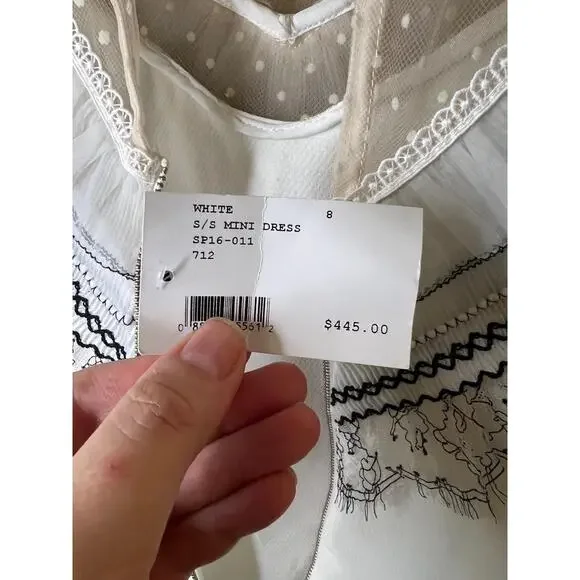 WHITE 8
S/S MINI DRESS
SP16-011
712
$445.00